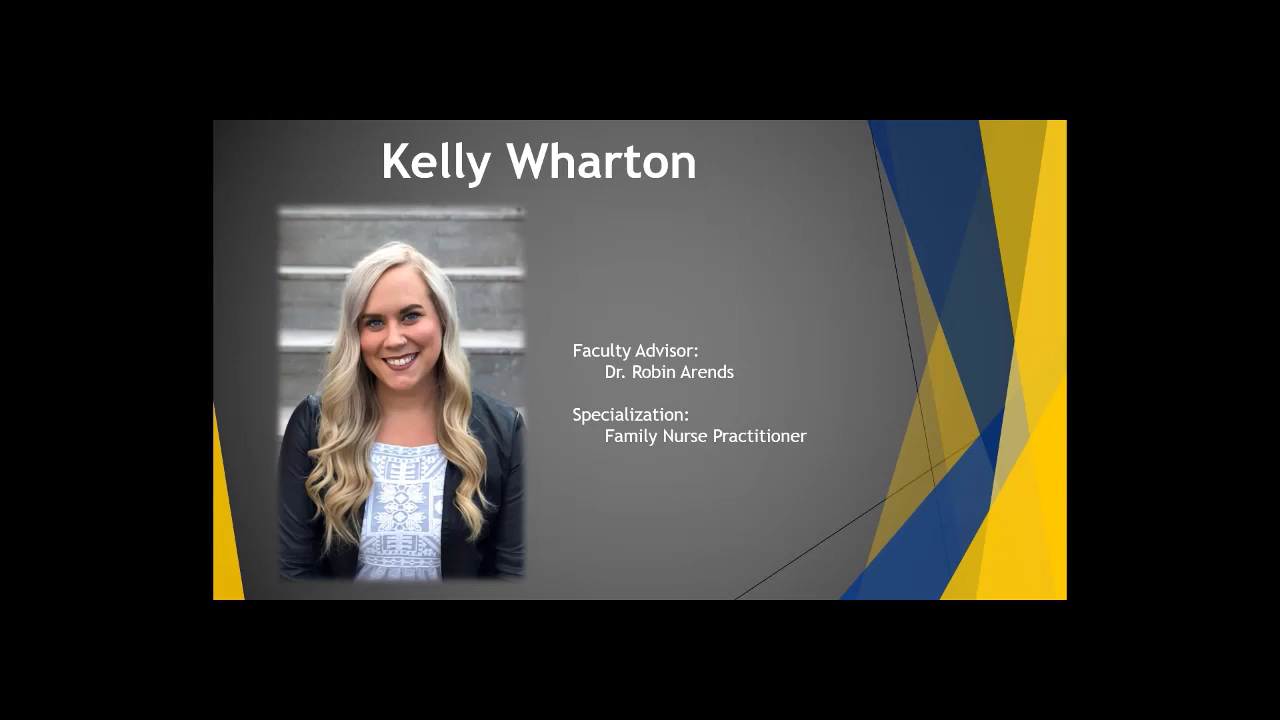 Kelly Wharton
Faculty Advisor:
Dr. Robin Arends
Specialization:
Family Nurse Practitioner